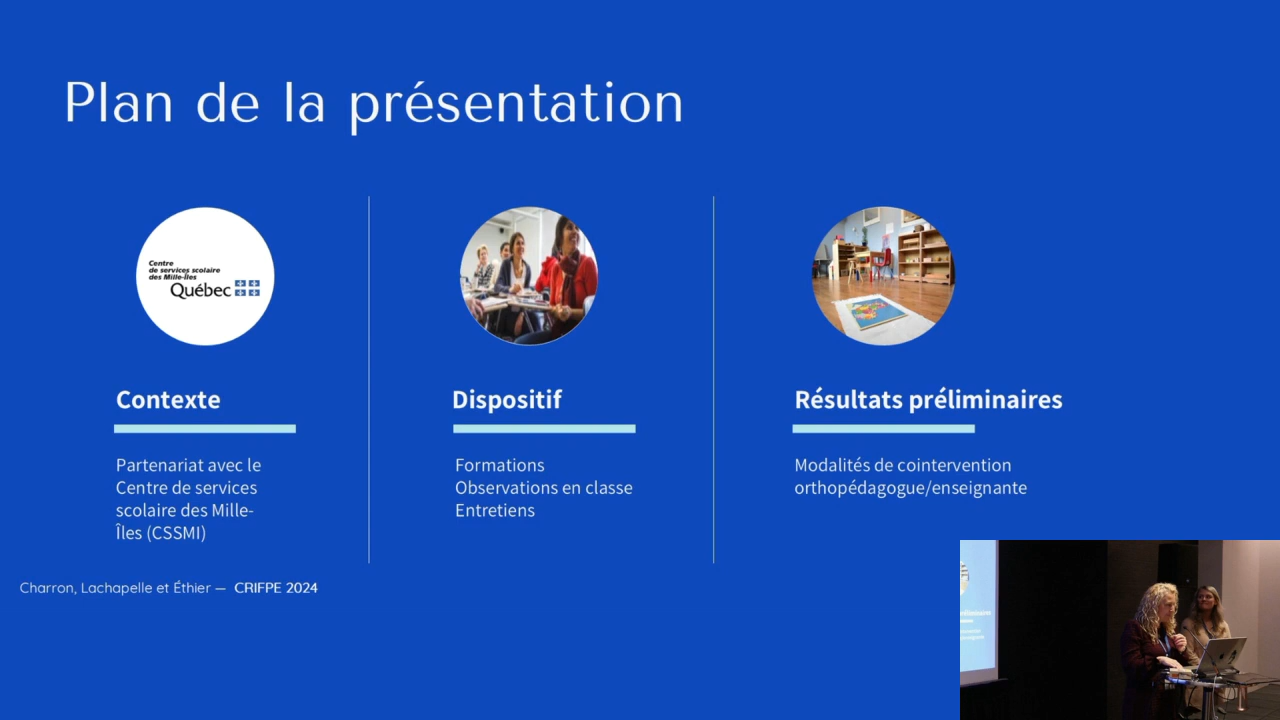 Plan de la présentation
Centre
de services scolaire
des Mille-Îles
Québec
Contexte
Partenariat avec le
Centre de services
scolaire des Mille-
Îles (CSSMI)
Dispositif
Formations
Observations en classe
Entretiens
Résultats préliminaires
Modalités de cointervention
orthopédagogue/enseignante
Charron, Lachapelle et Éthier — CRIFPE 2024